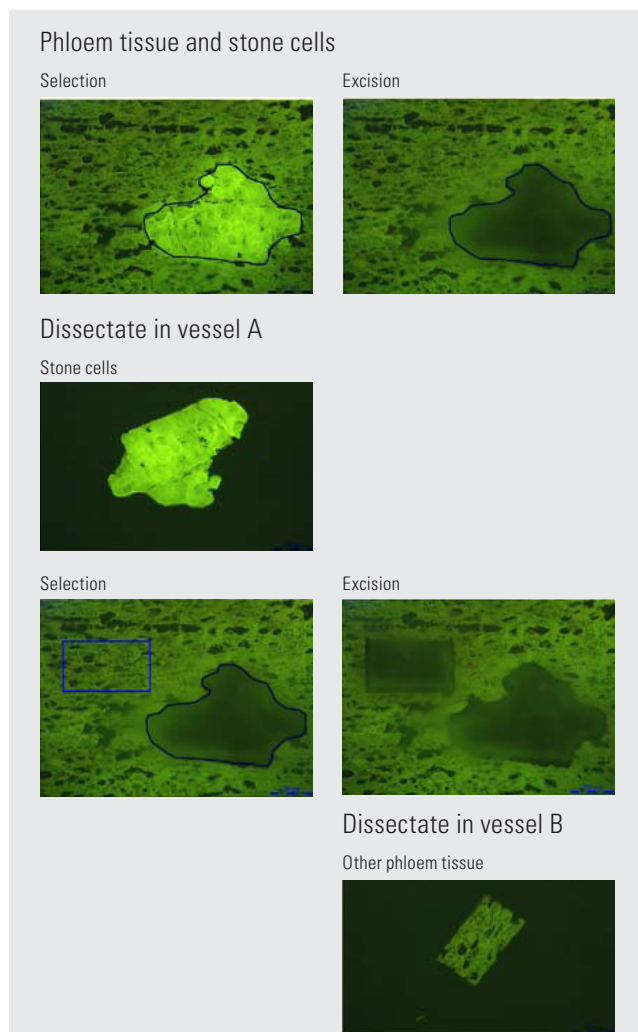 Phloem tissue and stone cells
Selection
Excision
Dissectate in vessel A
Stone cells
Selection
Excision
Dissectate in vessel B
Other phloem tissue